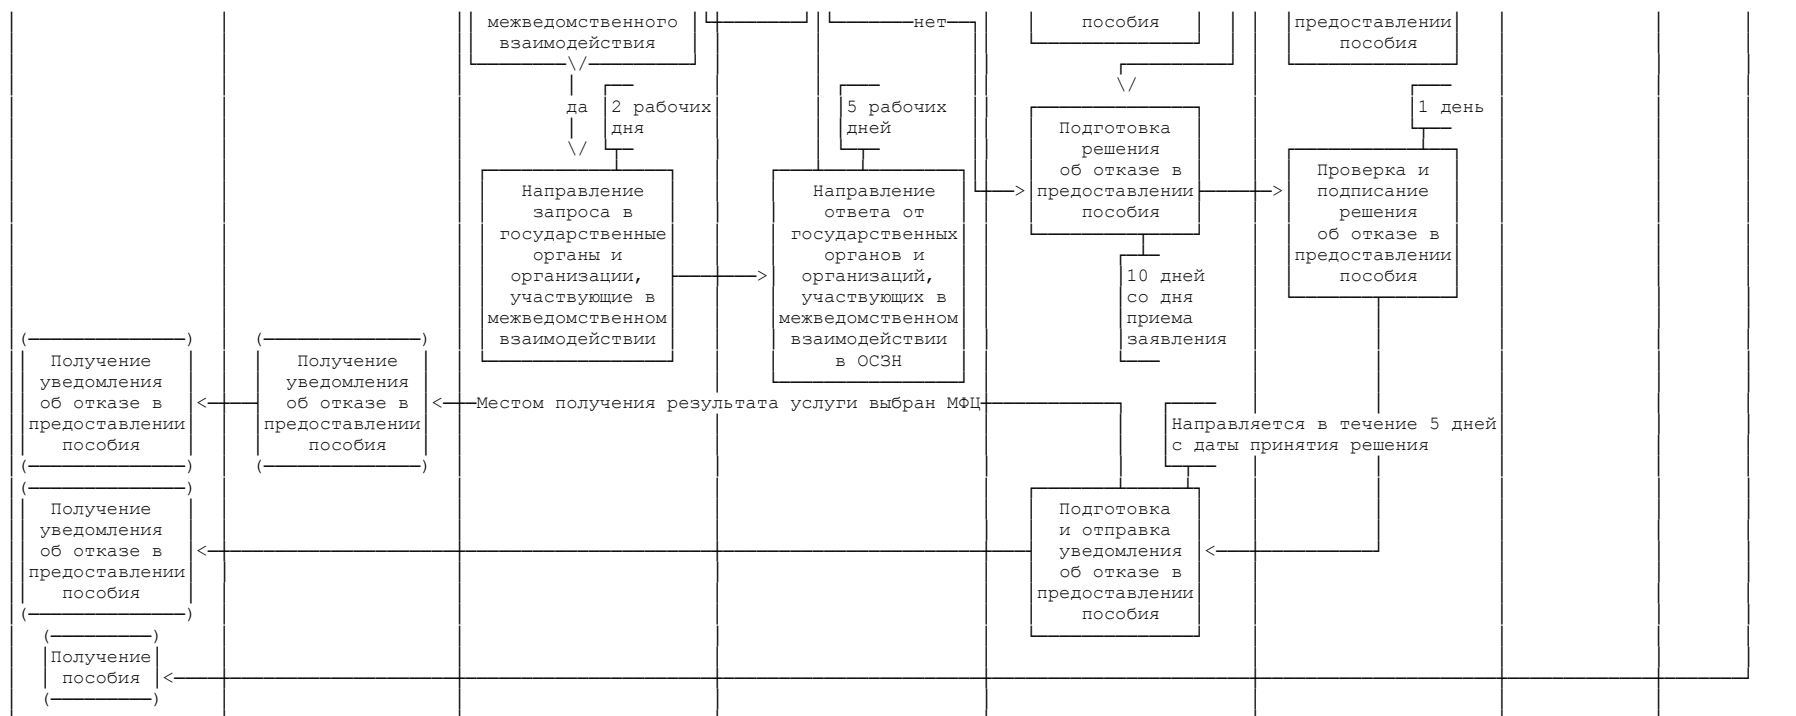 межведомственного
взаимодействия
нет
пособия
предоставлении
пособия
да
2 рабочих
дня
5 рабочих
дней
1 день
Подготовка
решения
об отказе в
предоставлении
пособия
Проверка и
подписание
решения
об отказе в
предоставлении
пособия
Направление
запроса в
государственные
органы и
организации,
участвующие в
межведомственном
взаимодействии
Направление
ответа от
государственных
органов и
организаций,
участвующих в
межведомственном
взаимодействии
в ОСЗН
10 дней
со дня
приема
заявления
Получение
уведомления
об отказе в
предоставлении
пособия
Получение
уведомления
об отказе в
предоставлении
пособия
Местом получения результата услуги выбран МФЦ
Направляется в течение 5 дней
с даты принятия решения
Получение
уведомления
об отказе в
предоставлении
пособия
Подготовка
и отправка
уведомления
об отказе в
предоставлении
пособия
Получение
пособия